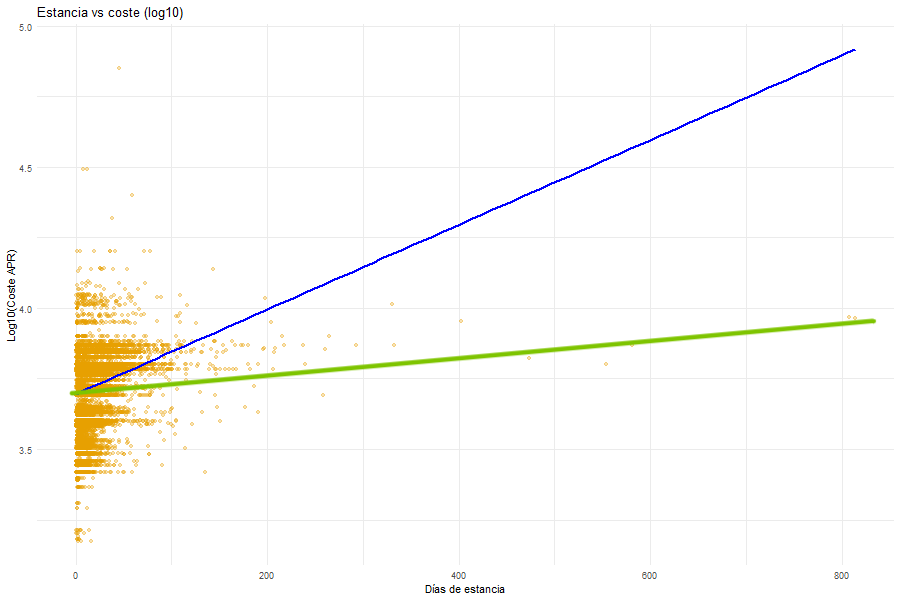 Estancia vs coste (log10)
5.0
4.5
4.0
3.5
Log10(Coste APR)
0 200 400 600 800
Días de estancia